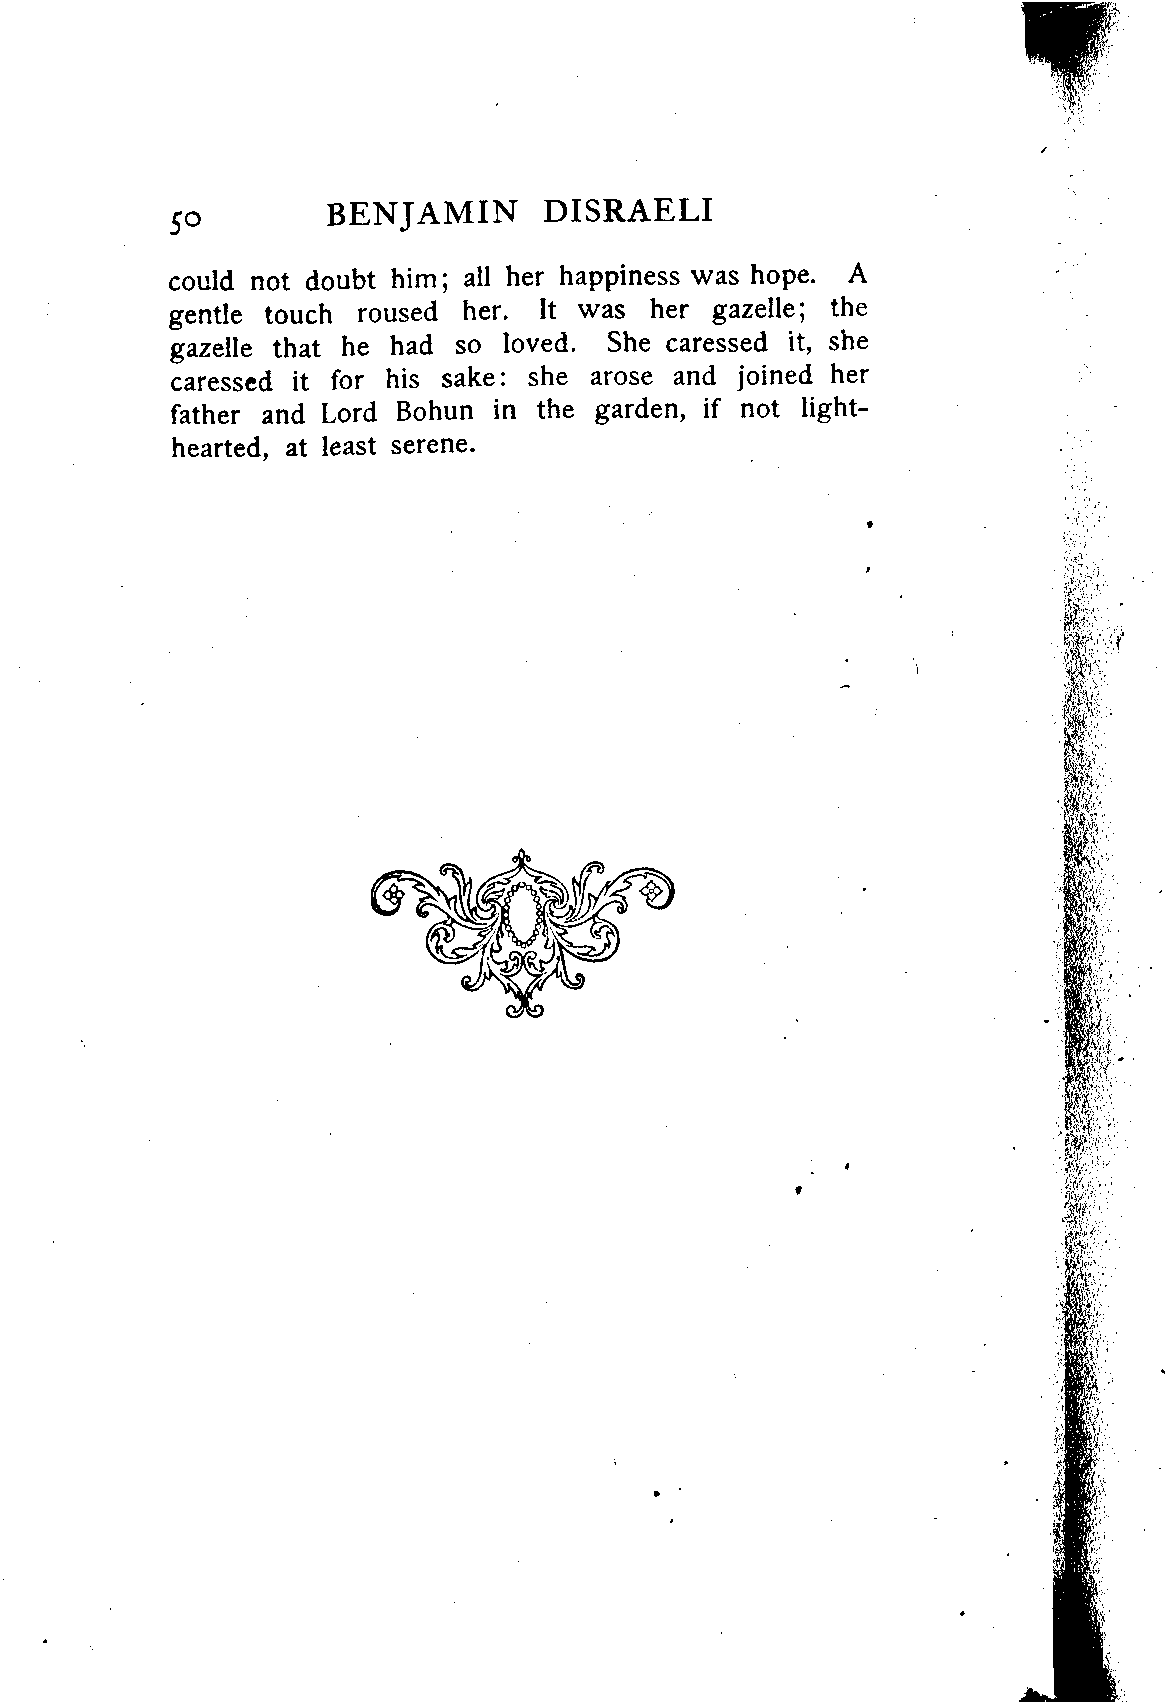 50 BENJAMIN DISRAELI
could not doubt him; all her happiness was hope. A
gentle touch roused her. It was her gazelle; the
gazelle that he had so loved. She caressed it, she
caressed it for his sake: she arose and joined her
father and Lord Bohun in the garden, if not light-
hearted, at least serene.